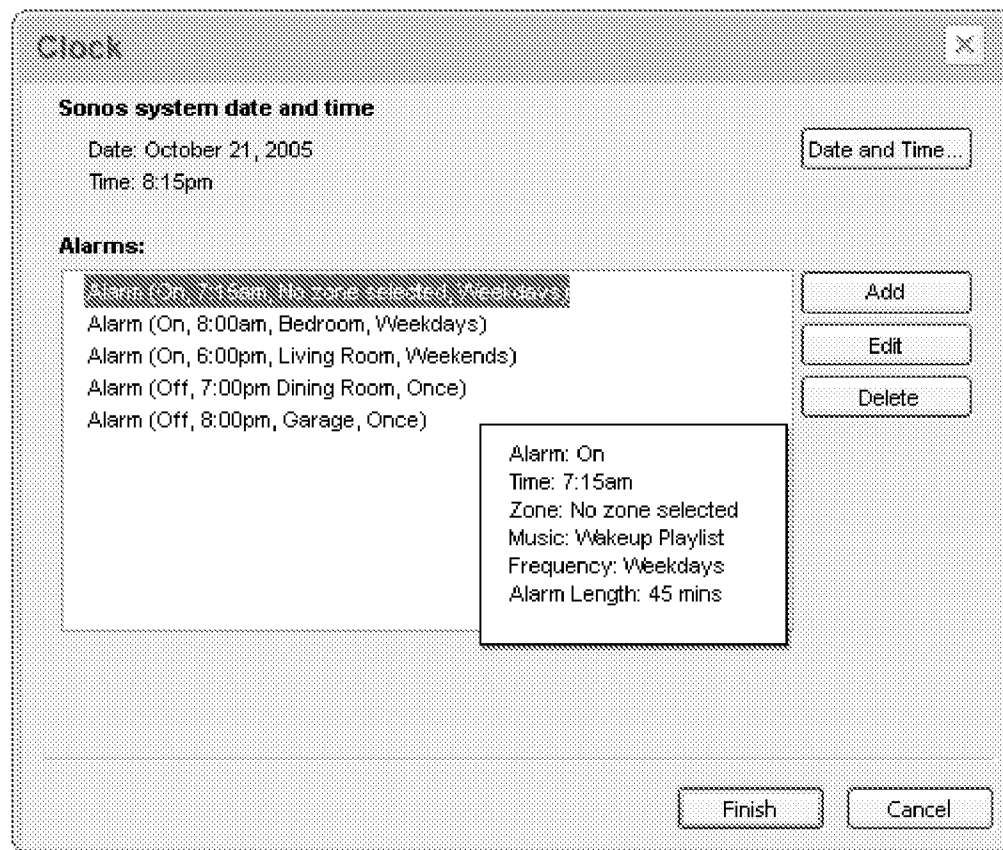 Clock
Sonos system date and time
Date: October 21, 2005
Date and Time...
Time: 8:15pm
Alarms:
Alarm (On, 7:15am, No zone selected, Weekdays)
Add
Alarm (On, 8:00am, Bedroom, Weekdays)
Edit
Alarm (On, 6:00pm, Living Room, Weekends)
Alarm (Off, 7:00pm Dining Room, Once)
Delete
Alarm (Off, 8:00pm, Garage, Once)
Alarm: On
Time: 7:15am
Zone: No zone selected
Music: Wakeup Playlist
Frequency: Weekdays
Alarm Length: 45 mins
Finish
Cancel